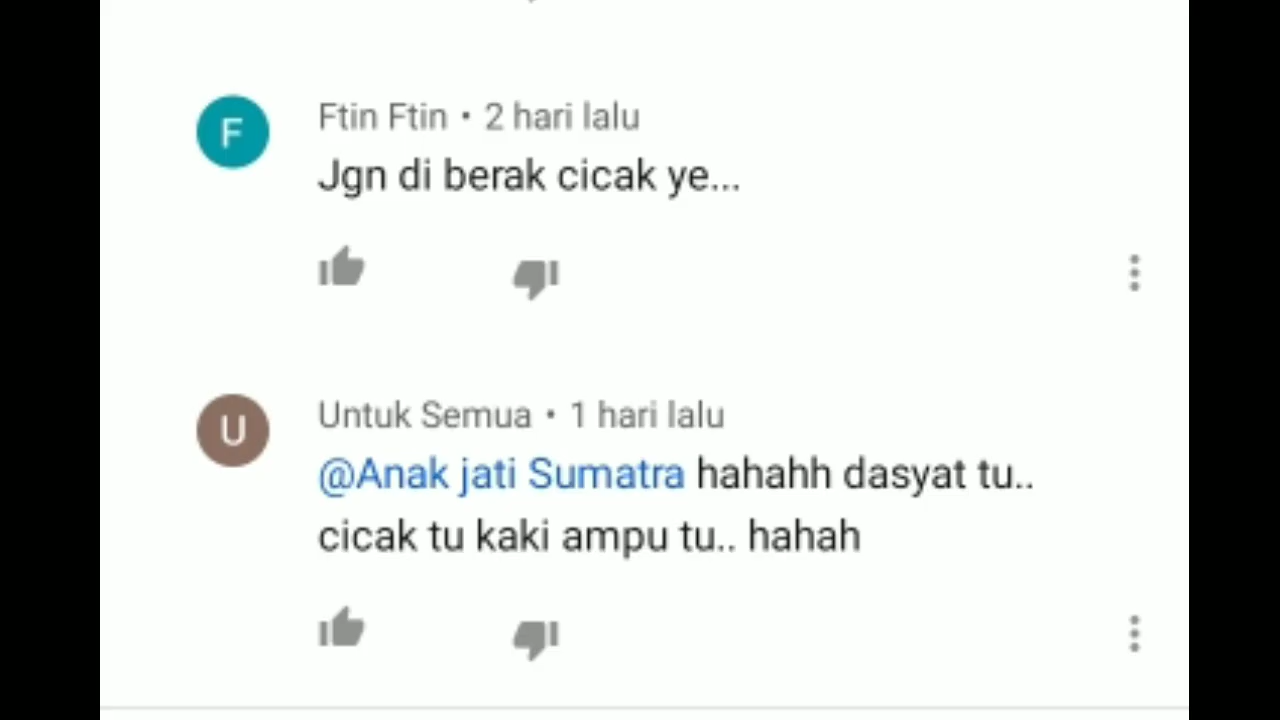 F
Ftin Ftin • 2 hari lalu
Jgn di berak cicak ye...
U
Untuk Semua • 1 hari lalu
@Anak jati Sumatra hahahh dasyat tu..
cicak tu kaki ampu tu.. hahah